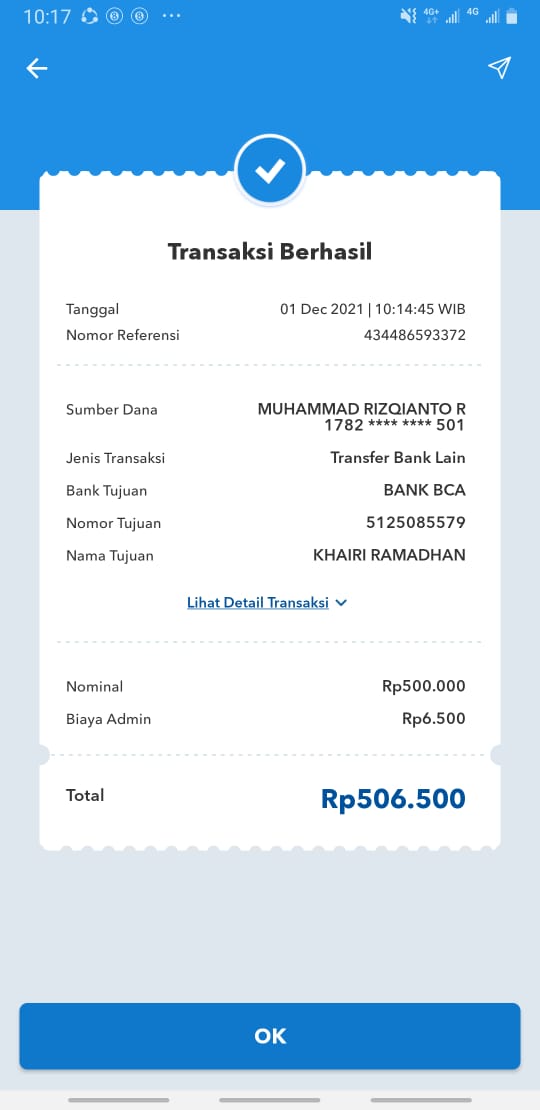 10:17
4G+ 4G
Transaksi Berhasil
Tanggal 01 Dec 2021 | 10:14:45 WIB
Nomor Referensi 434486593372
Sumber Dana MUHAMMAD RIZQIANTO R
1782 **** **** 501
Jenis Transaksi Transfer Bank Lain
Bank Tujuan BANK BCA
Nomor Tujuan 5125085579
Nama Tujuan KHAIRI RAMADHAN
Lihat Detail Transaksi
Nominal Rp500.000
Biaya Admin Rp6.500
Total Rp506.500
OK